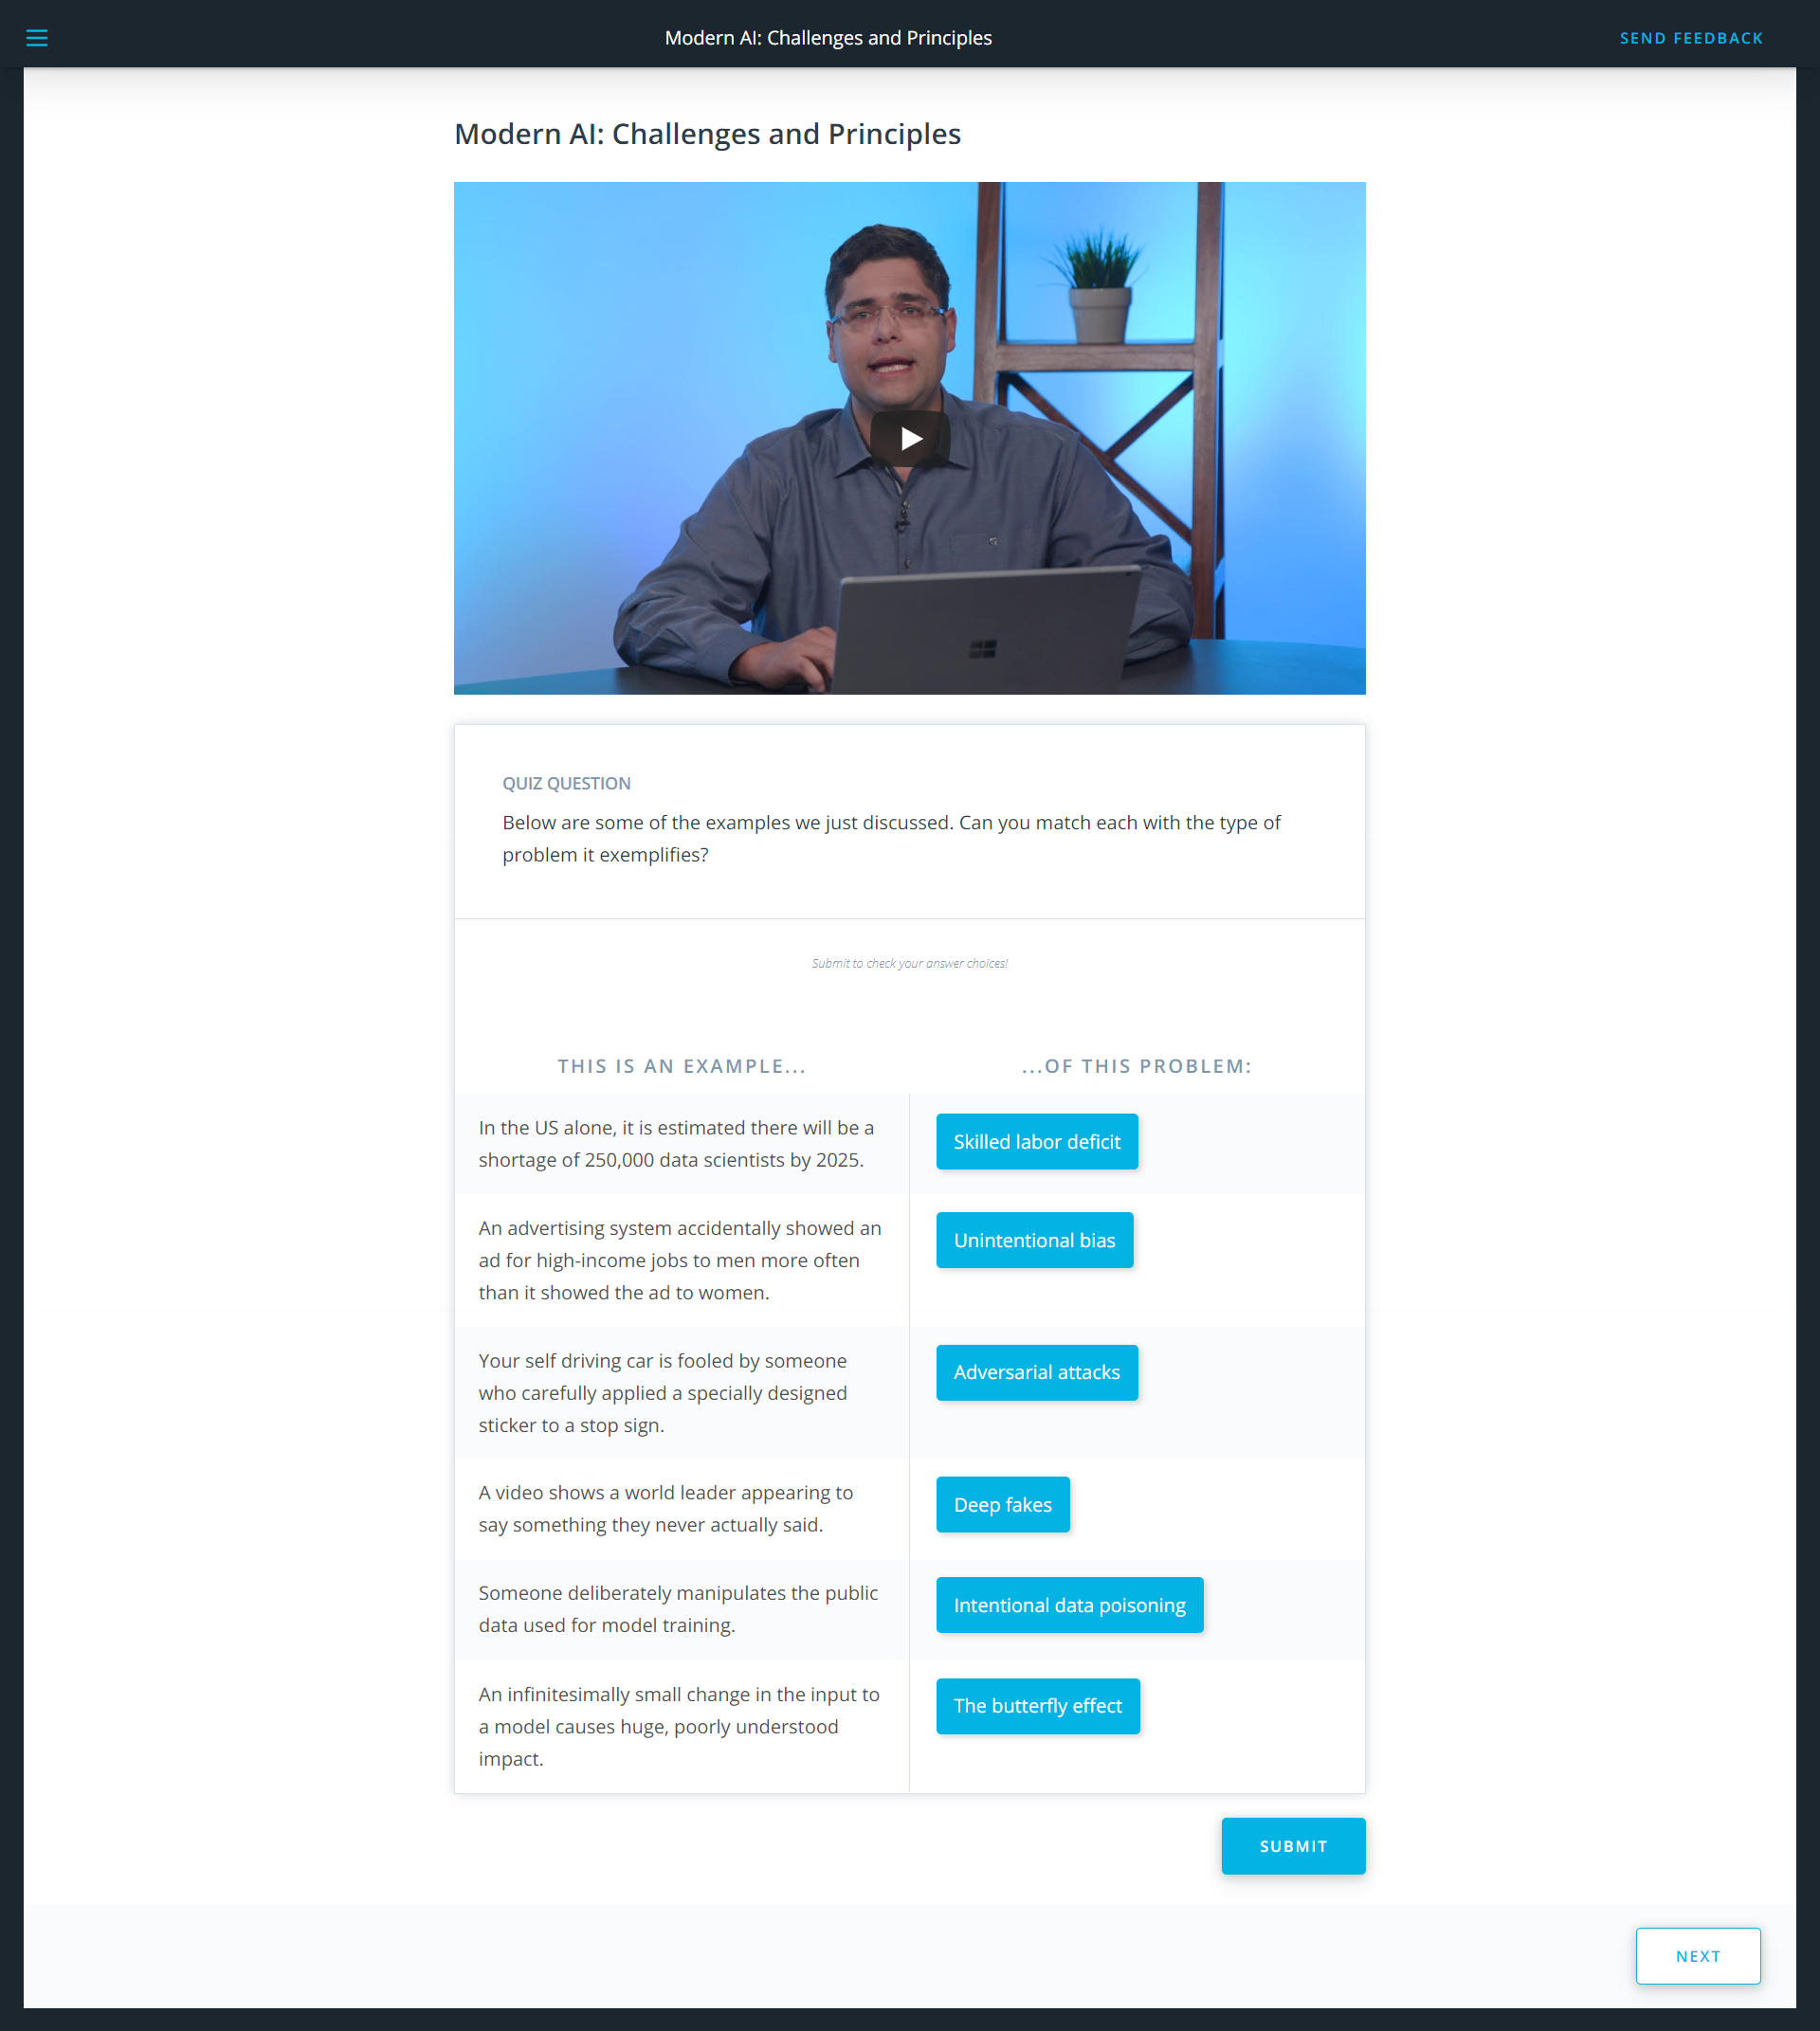 Modern AI: Challenges and Principles
SEND FEEDBACK
Modern AI: Challenges and Principles
QUIZ QUESTION
Below are some of the examples we just discussed. Can you match each with the type of
problem it exemplifies?
Submit to check your answer choices!
THIS IS AN EXAMPLE...
...OF THIS PROBLEM:
In the US alone, it is estimated there will be a
shortage of 250,000 data scientists by 2025.
Skilled labor deficit
An advertising system accidentally showed an
ad for high-income jobs to men more often
than it showed the ad to women.
Unintentional bias
Your self driving car is fooled by someone
who carefully applied a specially designed
sticker to a stop sign.
Adversarial attacks
A video shows a world leader appearing to
say something they never actually said.
Deep fakes
Someone deliberately manipulates the public
data used for model training.
Intentional data poisoning
An infinitesimally small change in the input to
a model causes huge, poorly understood
impact.
The butterfly effect
SUBMIT
NEXT